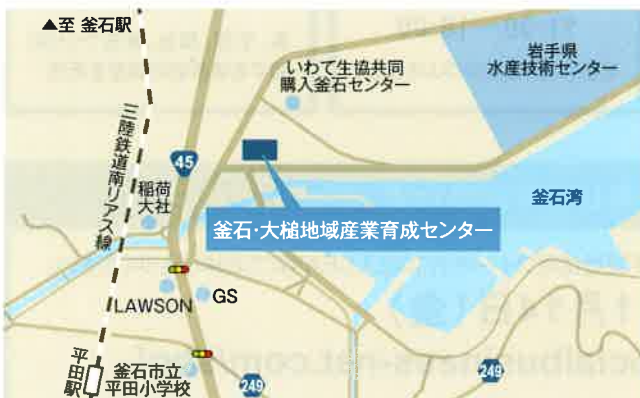 ▲至 釜石駅
岩手県
水産技術センター
いわて生協共同
購入釜石センター
三陸鉄道南リアス線
45
稲荷
大社
釜石湾
釜石・大槌地域産業育成センター
GS
LAWSON
平田駅
釜石市立
平田小学校
249
249